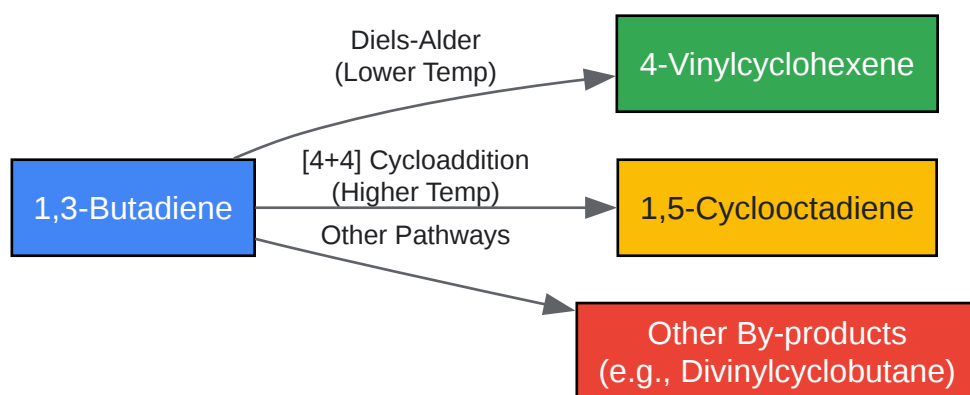 Diels-Alder
(Lower Temp)
4-Vinylcyclohexene
1,3-Butadiene
[4+4] Cycloaddition
(Higher Temp)
1,5-Cyclooctadiene
Other Pathways
Other By-products
(e.g., Divinylcyclobutane)